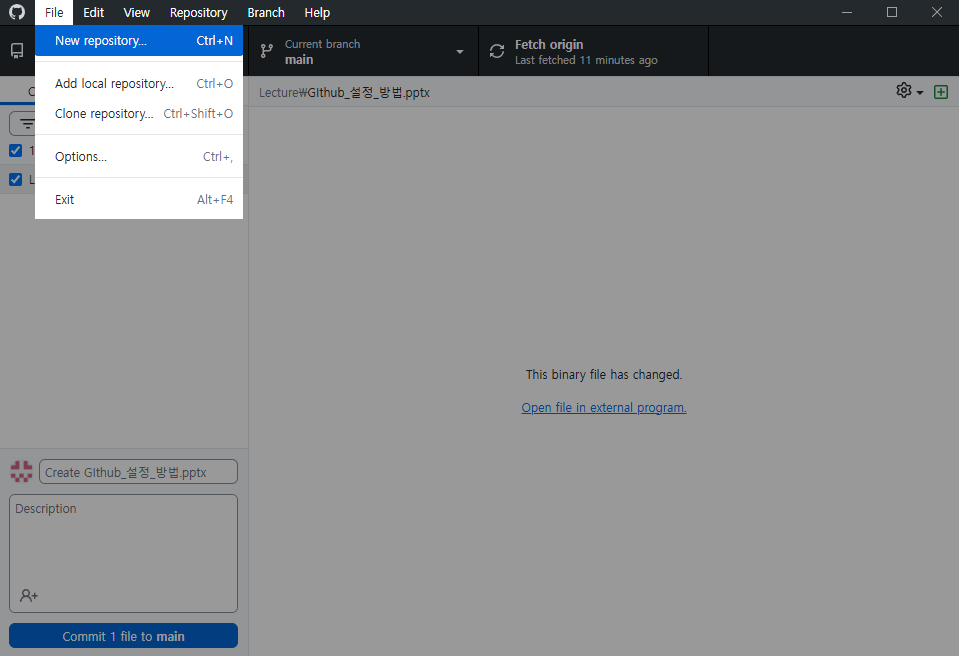 File Edit View Repository Branch Help
New repository... Ctrl+N
Add local repository... Ctrl+O
Clone repository... Ctrl+Shift+O
Options... Ctrl+,
Exit Alt+F4
Current branch
main
Fetch origin
Last fetched 11 minutes ago
Lecture₩GIthub_설정_방법.pptx
This binary file has changed.
Open file in external program.
Create GIthub_설정_방법.pptx
Description
Commit 1 file to main